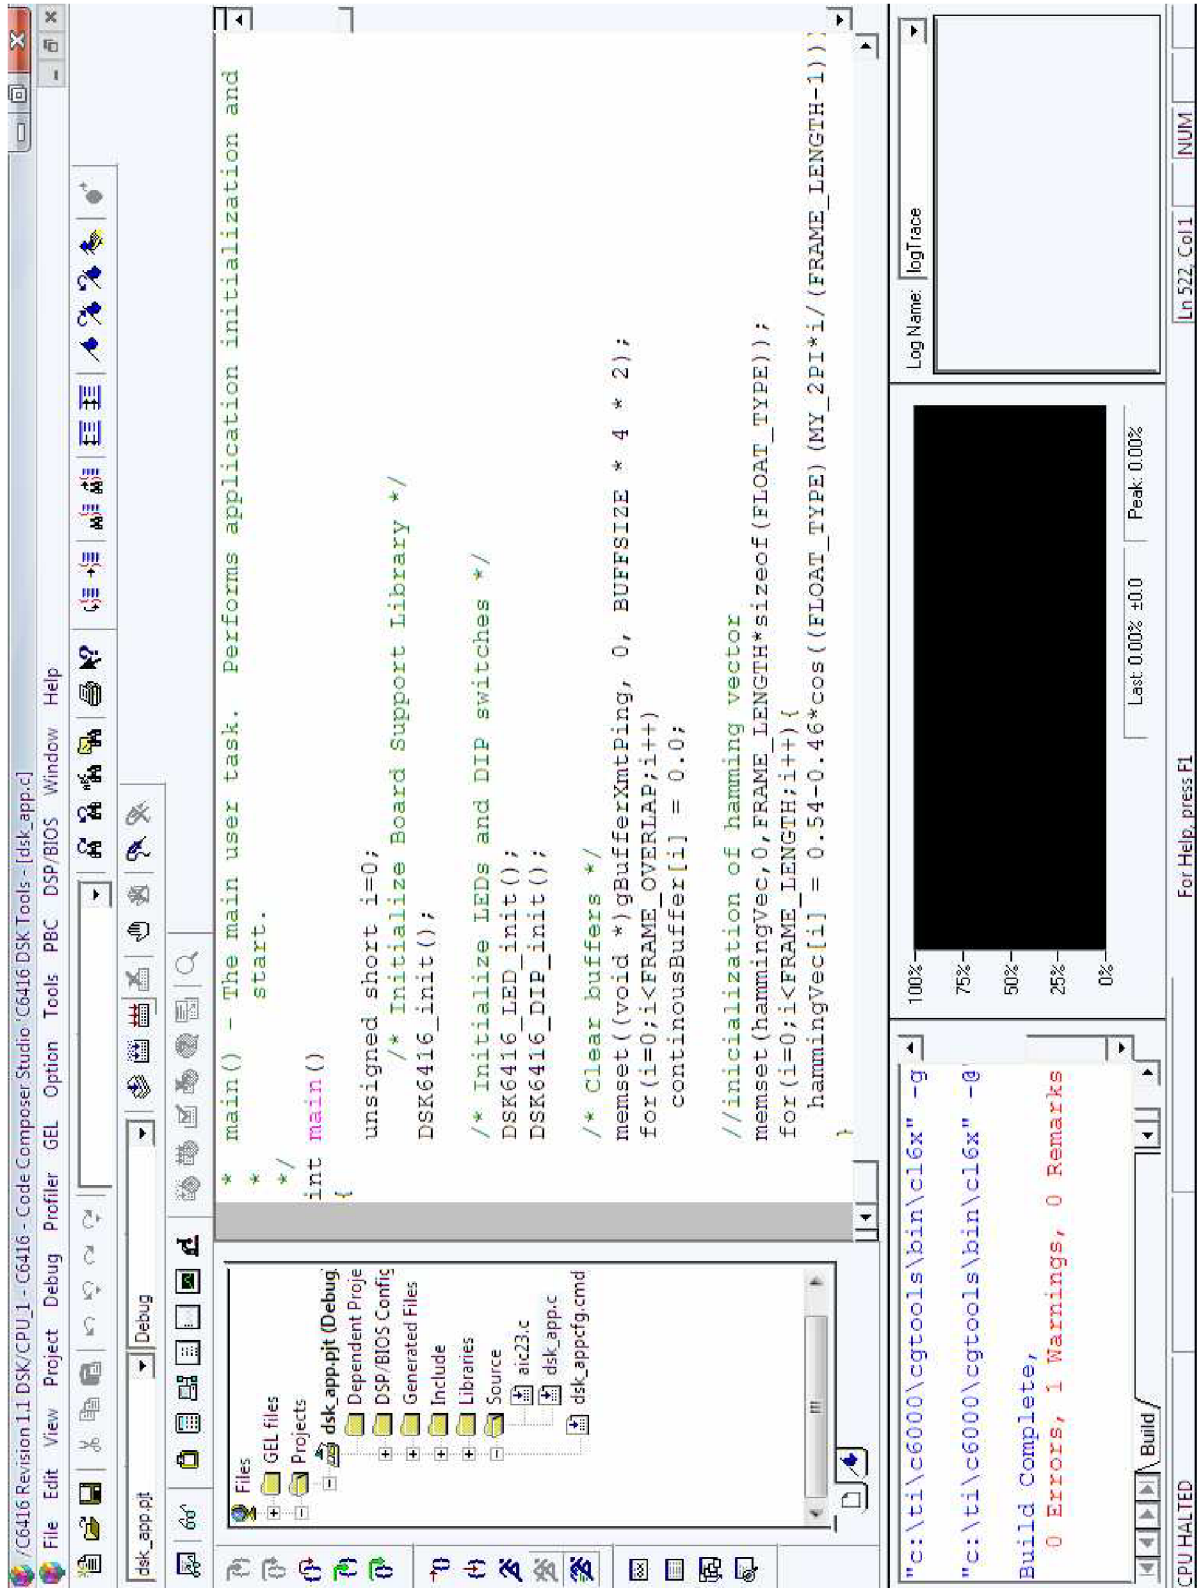 /C6416 Revision 1.1 DSK/CPU_1 - C6416 - Code Composer Studio 'C6416 DSK Tools - [dsk_app.c]
File Edit View Project Debug Profiler GEL Option Tools PBC DSP/BIOS Window Help
dsk_app.pjt Debug
Files
GEL files
Projects
dsk_app.pjt (Debug)
Dependent Proje
DSP/BIOS Config
Generated Files
Include
Libraries
Source
aic23.c
dsk_app.c
dsk_appcfg.cmd
* main() - The main user task. Performs application initialization and
* start.
*/
int main()
{
unsigned short i=0;
/* Initialize Board Support Library */
DSK6416_init();
/* Initialize LEDs and DIP switches */
DSK6416_LED_init();
DSK6416_DIP_init();
/* Clear buffers */
memset((void *)gBufferXmtPing, 0, BUFFSIZE * 4 * 2);
for(i=0;i<FRAME_OVERLAP;i++)
continousBuffer[i] = 0.0;
//inicialization of hamming vector
memset(hammingVec,0,FRAME_LENGTH*sizeof(FLOAT_TYPE));
for(i=0;i<FRAME_LENGTH;i++){
hammingVec[i] = 0.54-0.46*cos((FLOAT_TYPE)(MY_2PI*i/(FRAME_LENGTH-1)))
}
"c:\ti\c6000\cgtools\bin\cl6x" -g
"c:\ti\c6000\cgtools\bin\cl6x" -@
Build Complete,
0 Errors, 1 Warnings, 0 Remarks
Build
100%
75%
50%
25%
0%
Last: 0.00% ±0.0 Peak: 0.00%
Log Name: logTrace
CPU HALTED For Help, press F1 Ln 522, Col 1 NUM